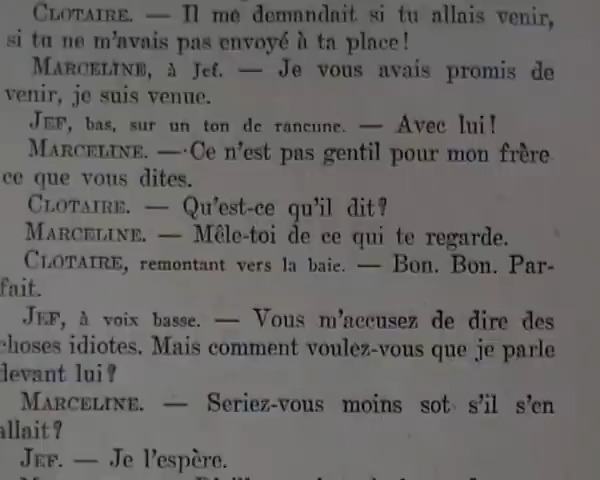 CLOTAIRE. — Il me demandait si tu allais venir,
si tu ne m'avais pas envoyé à ta place!
MARCELINE, à Jef. — Je vous avais promis de
venir, je suis venue.
JEF, bas, sur un ton de rancune. — Avec lui!
MARCELINE. — Ce n'est pas gentil pour mon frère
ce que vous dites.
CLOTAIRE. — Qu'est-ce qu'il dit?
MARCELINE. — Mêle-toi de ce qui te regarde.
CLOTAIRE, remontant vers la baie. — Bon. Bon. Par-
fait.
JEF, à voix basse. — Vous m'accusez de dire des
choses idiotes. Mais comment voulez-vous que je parle
devant lui?
MARCELINE. — Seriez-vous moins sot s'il s'en
allait?
JEF. — Je l'espère.